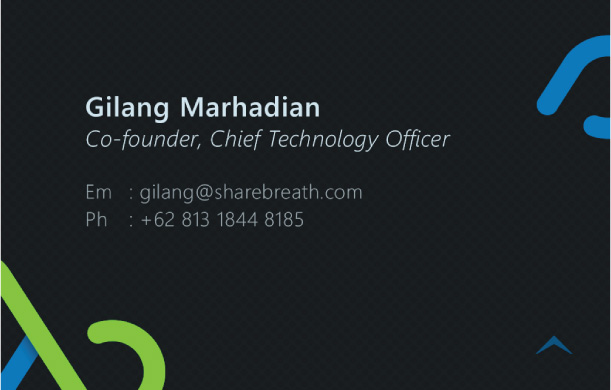 Gilang Marhadian
Co-founder, Chief Technology Officer
Em : gilang@sharebreath.com
Ph : +62 813 1844 8185